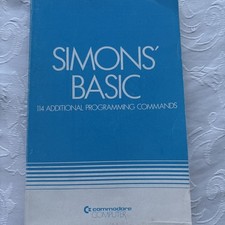 SIMONS'
BASIC
114 ADDITIONAL PROGRAMMING COMMANDS
commodore
COMPUTER